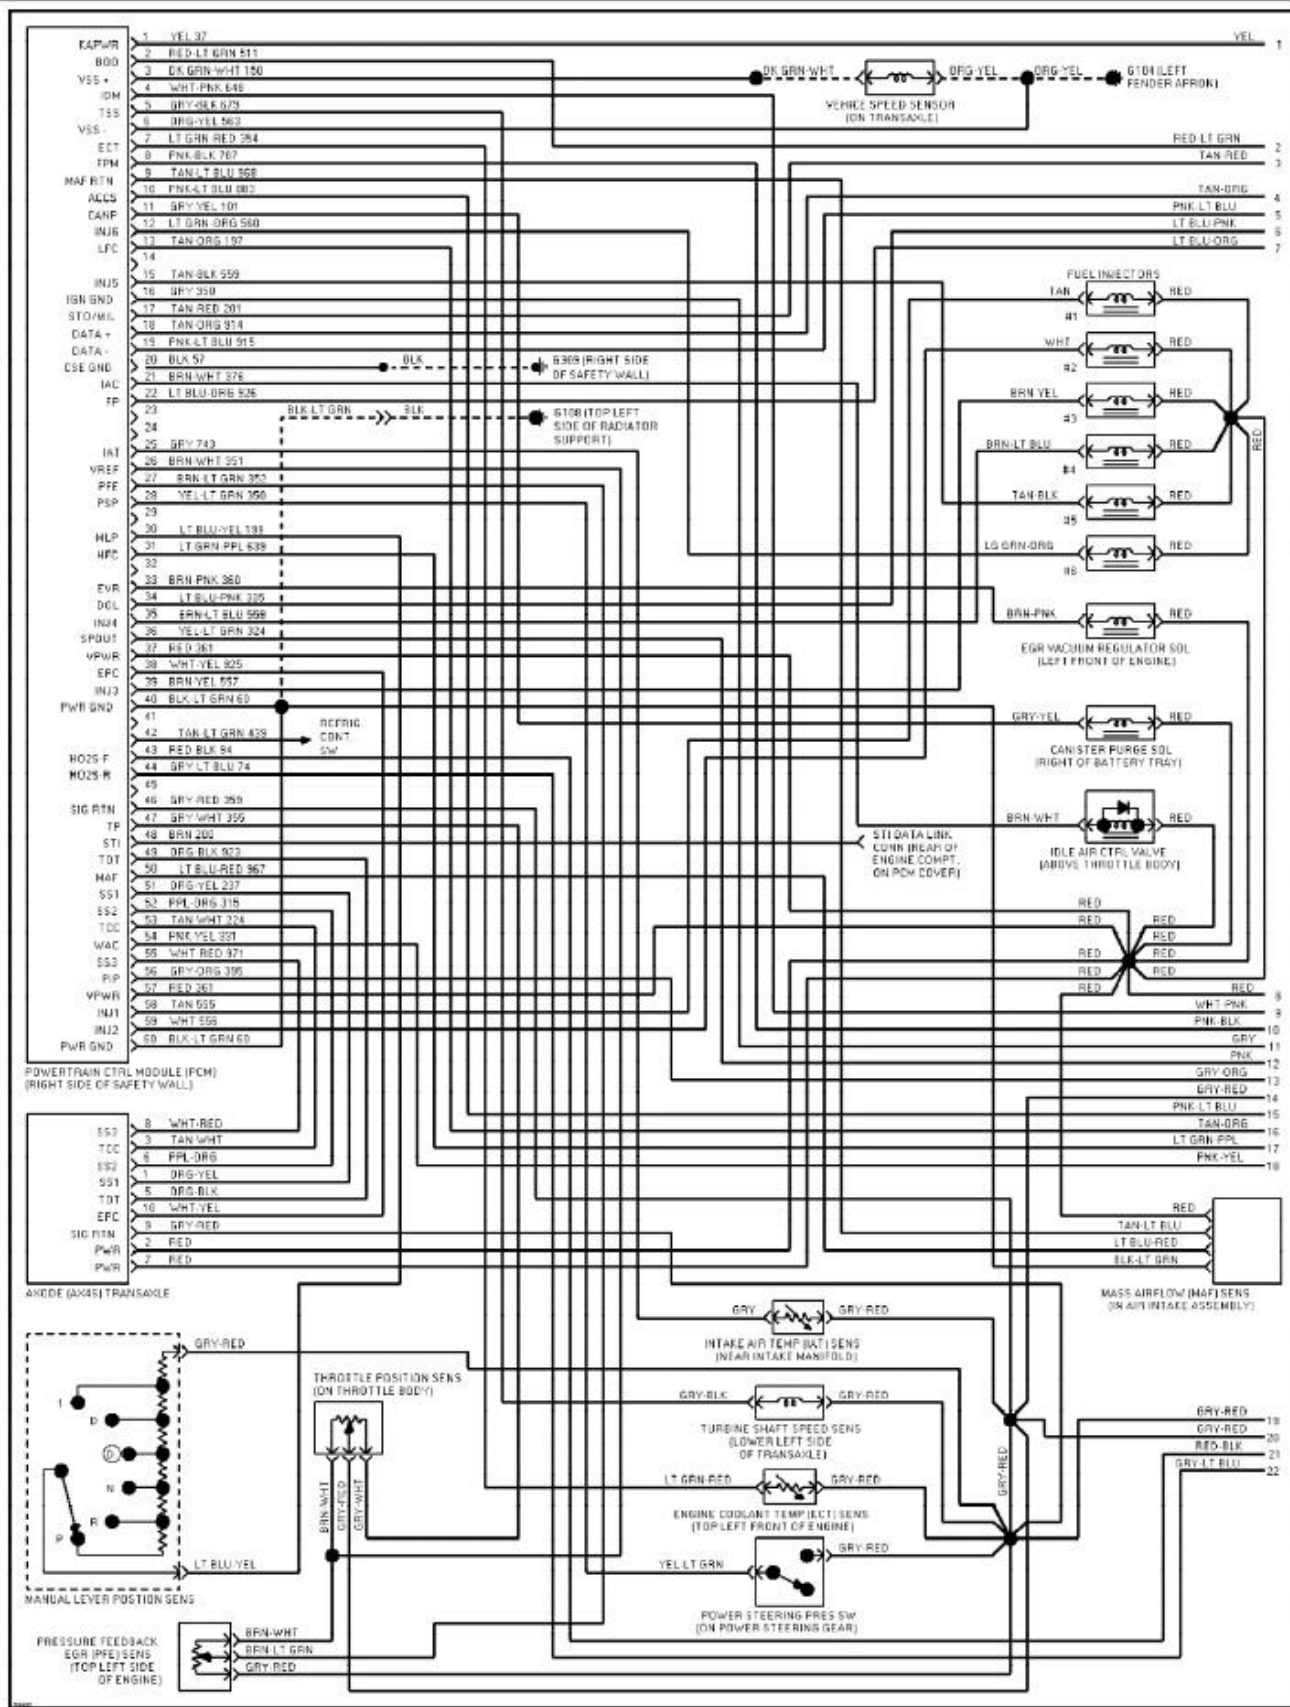 KAPWR 1 YEL 37
BOO 2 RED-LT GRN 511
VSS + 3 DK GRN-WHT 150
IDM 4 WHT-PNK 648
TSS 5 GRY-BLK 679
VSS - 6 ORG-YEL 563
ECT 7 LT GRN-RED 354
FPM 8 PNK-BLK 787
MAF RTN 9 TAN-LT BLU 968
ACCS 10 PNK-LT BLU 883
CANP 11 GRY-YEL 101
INJ6 12 LT GRN-ORG 560
LFC 13 TAN-ORG 197
14
INJ5 15 TAN-BLK 559
IGN GND 16 GRY 350
STO/MIL 17 TAN RED 201
DATA + 18 TAN-ORG 914
DATA - 19 PNK-LT BLU 915
CSE GND 20 BLK 57
IAC 21 BRN-WHT 376
FP 22 LT BLU-ORG 926
23
24
IAT 25 GRY 743
VREF 26 BRN-WHT 351
PFE 27 BRN-LT GRN 352
PSP 28 YEL-LT GRN 350
29
MLP 30 LT BLU-YEL 199
HFC 31 LT GRN-PPL 639
32
EVR 33 BRN-PNK 360
DOL 34 LT BLU-PNK 335
INJ4 35 BRN-LT BLU 558
SPOUT 36 YEL-LT GRN 324
VPWR 37 RED 361
EPC 38 WHT-YEL 925
INJ3 39 BRN YEL 557
PWR GND 40 BLK-LT GRN 60
41
42 TAN-LT GRN 439
HO2S-F 43 RED BLK 94
HO2S-R 44 GRY LT BLU 74
45
SIG RTN 46 GRY-RED 359
TP 47 GRY WHT 355
STI 48 BRN 200
TOT 49 ORG-BLK 923
MAF 50 LT BLU-RED 967
SS1 51 ORG-YEL 237
SS2 52 PPL-ORG 315
TCC 53 TAN WHT 224
WAC 54 PNK YEL 331
SS3 55 WHT RED 971
PIP 56 GRY-ORG 395
VPWR 57 RED 361
INJ1 58 TAN 555
INJ2 59 WHT 556
PWR GND 60 BLK-LT GRN 60
POWERTRAIN CTRL MODULE (PCM)
(RIGHT SIDE OF SAFETY WALL)
DK GRN-WHT
ORG-YEL
ORG-YEL
G104 (LEFT
FENDER APRON)
VEHICE SPEED SENSOR
(ON TRANSAXLE)
BLK
G309 (RIGHT SIDE
OF SAFETY WALL)
BLK-LT GRN
BLK
G108 (TOP LEFT
SIDE OF RADIATOR
SUPPORT)
REFRIG.
CONT.
SW
STI DATA LINK
CONN (REAR OF
ENGINE COMPT.
ON PCM COVER)
YEL 1
RED-LT GRN 2
TAN-RED 3
TAN-ORG 4
PNK LT BLU 5
LT BLU-PNK 6
LT BLU-ORG 7
FUEL INJECTORS
TAN #1 RED
WHT #2 RED
BRN YEL #3 RED
BRN-LT BLU #4 RED
TAN BLK #5 RED
LG GRN-ORG #6 RED
RED
BRN-PNK RED
EGR VACUUM REGULATOR SOL
(LEFT FRONT OF ENGINE)
GRY-YEL RED
CANISTER PURGE SOL
(RIGHT OF BATTERY TRAY)
BRN-WHT RED
IDLE AIR CTRL VALVE
(ABOVE THROTTLE BODY)
RED
RED RED
RED
RED RED
RED RED
RED RED 8
WHT-PNK 9
PNK-BLK 10
GRY 11
PNK 12
GRY ORG 13
GRY-RED 14
PNK-LT BLU 15
TAN-ORG 16
LT GRN PPL 17
PNK-YEL 18
SS3 8 WHT-RED
TCC 3 TAN WHT
SS2 6 PPL-ORG
SS1 1 ORG-YEL
TOT 5 ORG-BLK
EPC 10 WHT-YEL
SIG RTN 9 GRY-RED
PWR 2 RED
PWR 7 RED
AXODE (AX4S) TRANSAXLE
RED
TAN-LT BLU
LT BLU-RED
BLK-LT GRN
MASS AIRFLOW (MAF) SENS
(IN AIR INTAKE ASSEMBLY)
GRY GRY-RED
INTAKE AIR TEMP (IAT) SENS
(NEAR INTAKE MANIFOLD)
GRY-RED
1
D
D
N
R
P
LT BLU-YEL
MANUAL LEVER POSTION SENS
THROTTLE POSITION SENS
(ON THROTTLE BODY)
BRN-WHT
GRY-RED
GRY-WHT
GRY-BLK GRY-RED
TURBINE SHAFT SPEED SENS
(LOWER LEFT SIDE
OF TRANSAXLE)
LT GRN-RED GRY-RED
ENGINE COOLANT TEMP (ECT) SENS
(TOP LEFT FRONT OF ENGINE)
YEL-LT GRN GRY-RED
POWER STEERING PRES SW
(ON POWER STEERING GEAR)
GRY-RED
GRY-RED 19
GRY-RED 20
RED-BLK 21
GRY-LT BLU 22
PRESSURE FEEDBACK
EGR (PFE) SENS
(TOP LEFT SIDE
OF ENGINE)
BRN-WHT
BRN-LT GRN
GRY-RED